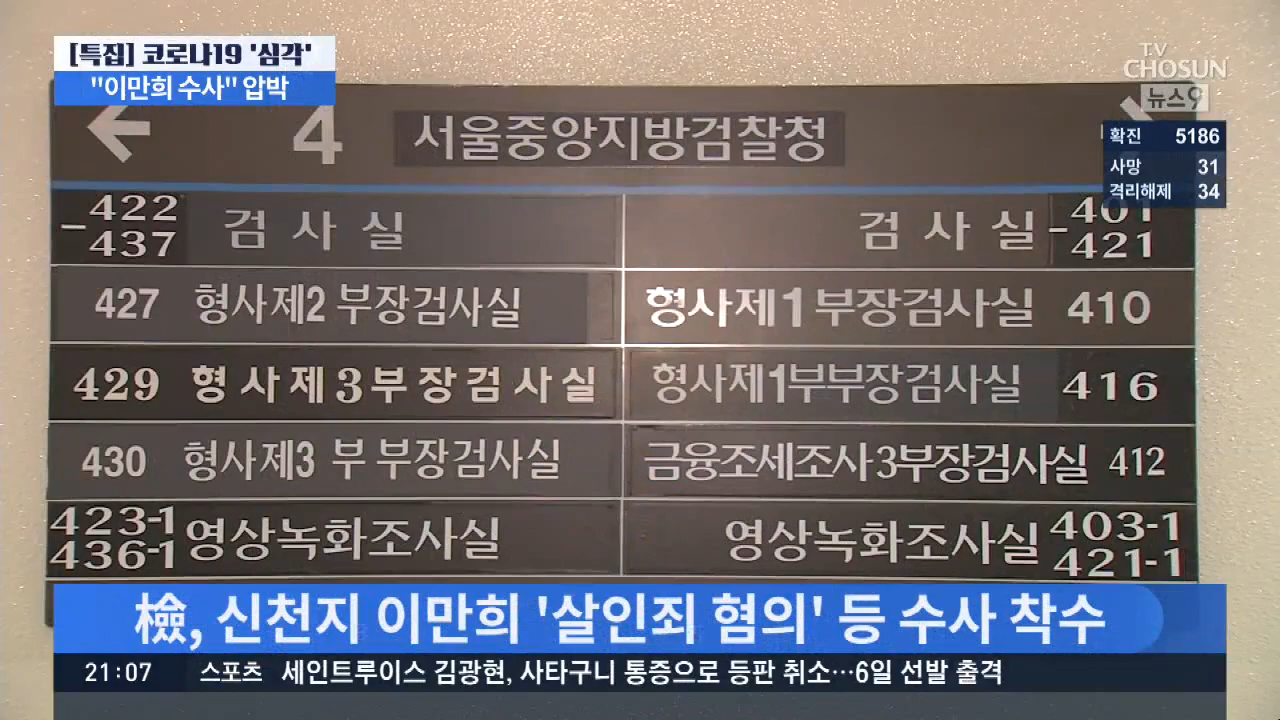 [특집] 코로나19 '심각'
"이만희 수사" 압박
TV
CHOSUN
뉴스9
확진 5186
사망 31
격리해제 34
4 서울중앙지방검찰청
422
-437 검사실
검사실 -401
421
427 형사제2 부장검사실
형사제1 부장검사실 410
429 형사제3부장검사실
형사제1부부장검사실 416
430 형사제3 부 부장검사실
금융조세조사3부장검사실 412
423-1
436-1 영상녹화조사실
영상녹화조사실 403-1
421-1
檢, 신천지 이만희 '살인죄 혐의' 등 수사 착수
21:07 스포츠 세인트루이스 김광현, 사타구니 통증으로 등판 취소…6일 선발 출격